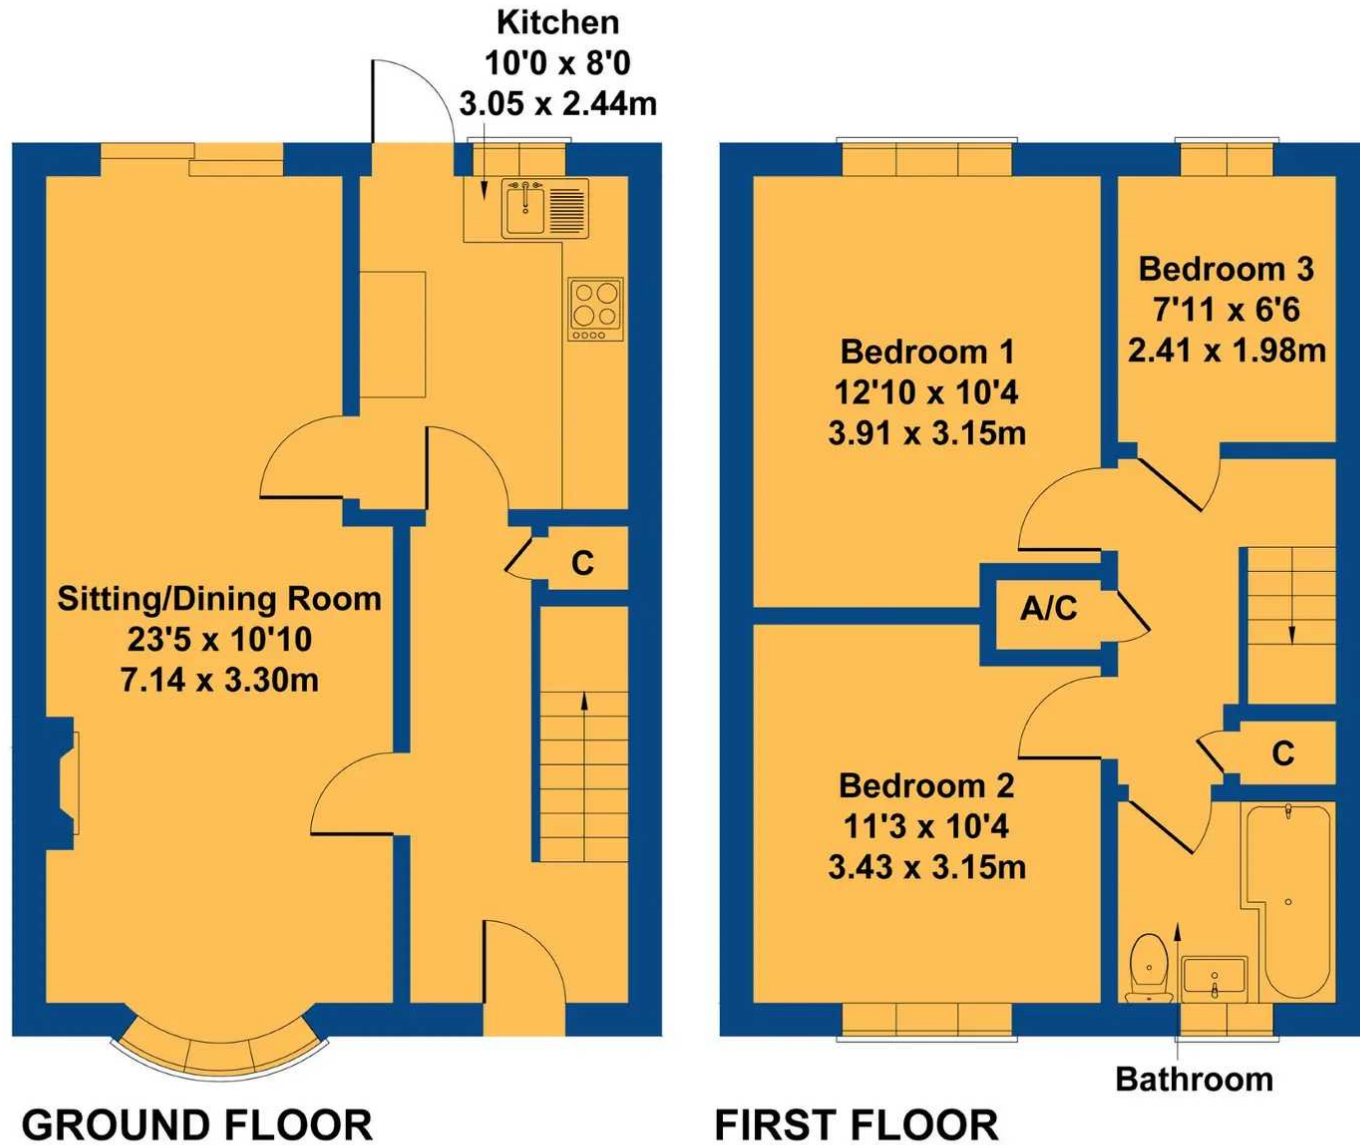 Kitchen
10'0 x 8'0
3.05 x 2.44m
Sitting/Dining Room
23'5 x 10'10
7.14 x 3.30m
C
GROUND FLOOR
Bedroom 1
12'10 x 10'4
3.91 x 3.15m
Bedroom 3
7'11 x 6'6
2.41 x 1.98m
A/C
Bedroom 2
11'3 x 10'4
3.43 x 3.15m
C
Bathroom
FIRST FLOOR